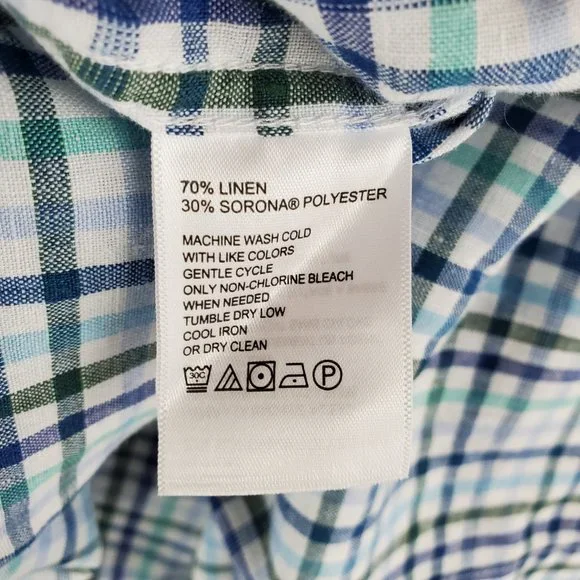 70% LINEN
30% SORONA® POLYESTER
MACHINE WASH COLD
WITH LIKE COLORS
GENTLE CYCLE
ONLY NON-CHLORINE BLEACH
WHEN NEEDED
TUMBLE DRY LOW
COOL IRON
OR DRY CLEAN
30C P